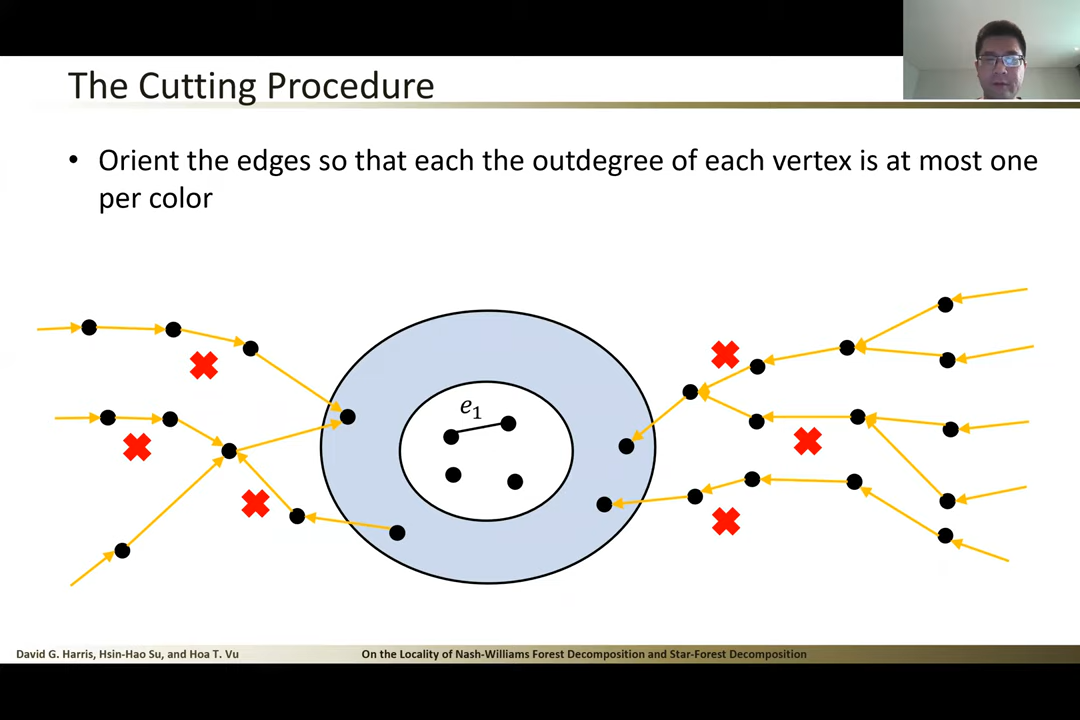 The Cutting Procedure
• Orient the edges so that each the outdegree of each vertex is at most one
per color
e₁
David G. Harris, Hsin-Hao Su, and Hoa T. Vu
On the Locality of Nash-Williams Forest Decomposition and Star-Forest Decomposition